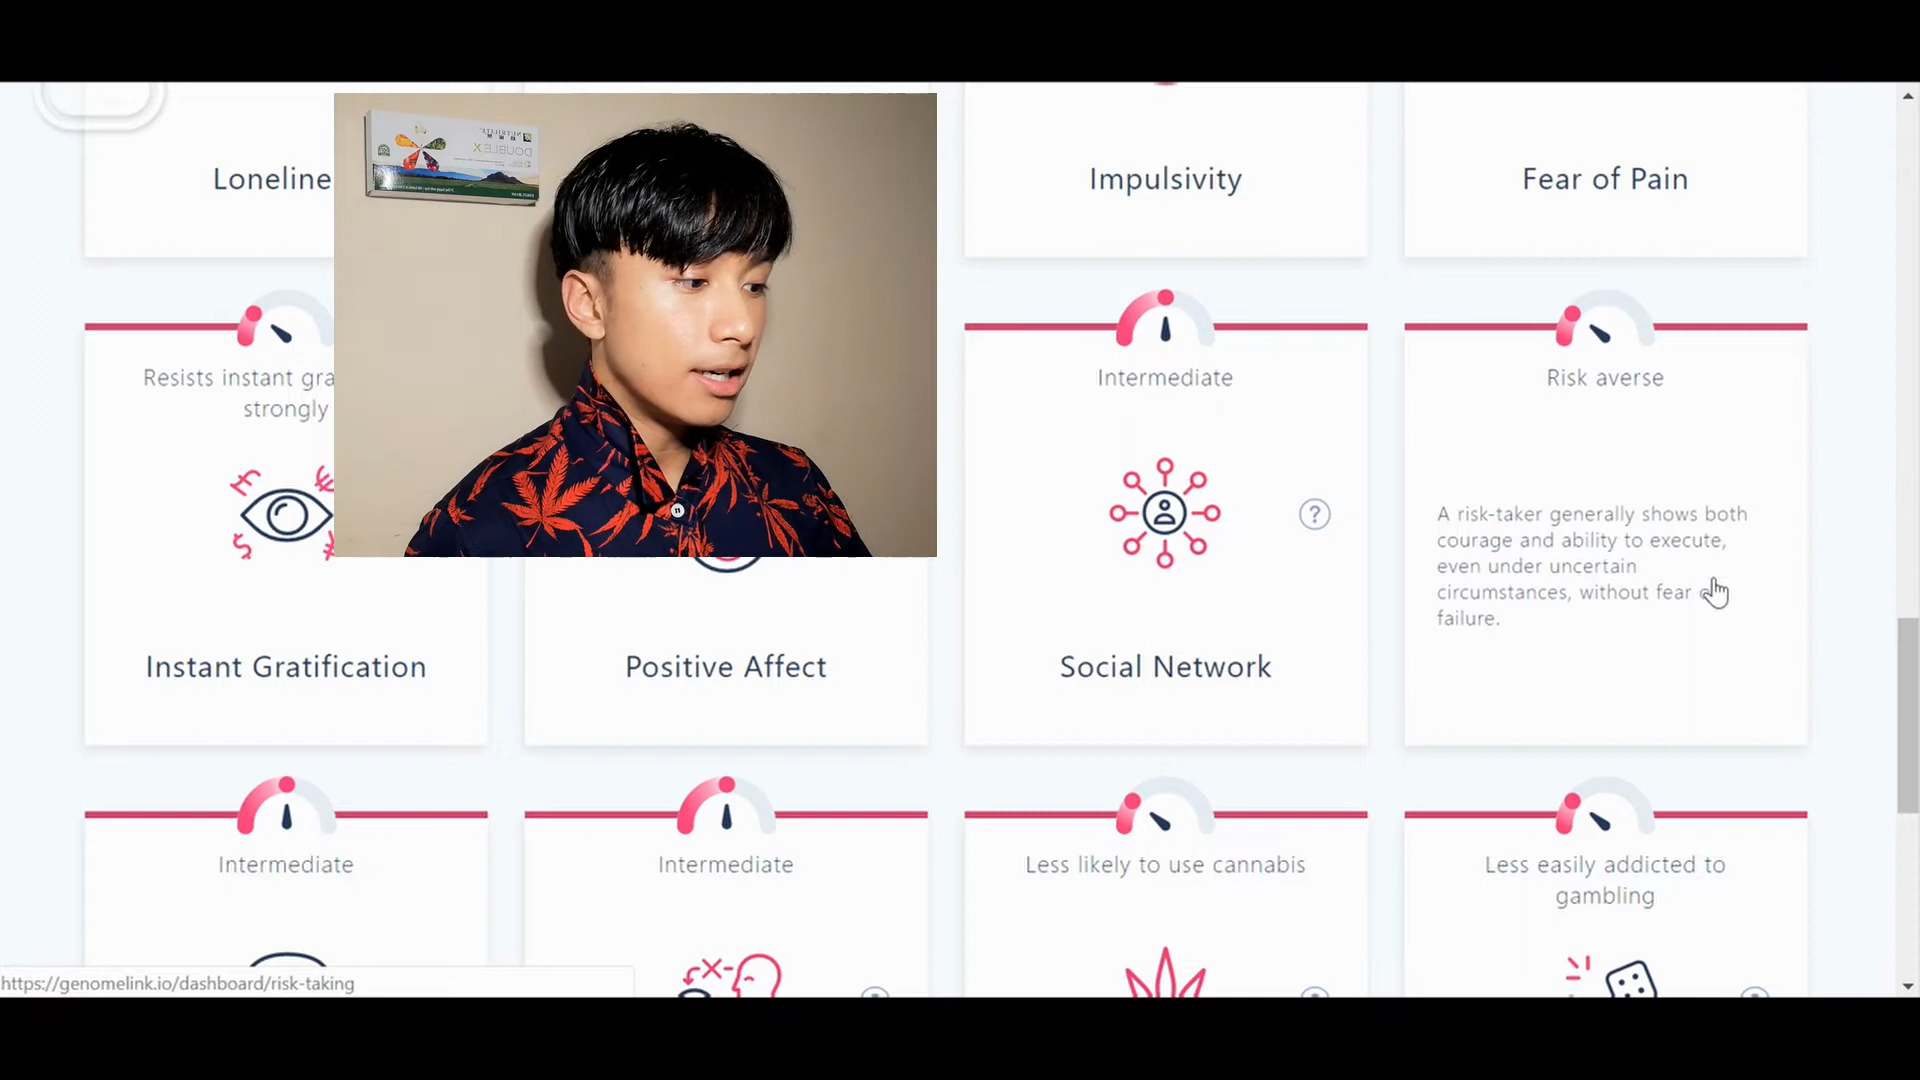 Loneline
Impulsivity
Fear of Pain
NUTRILITE
DOUBLE X
Resists instant gra
strongly
Intermediate
Risk averse
A risk-taker generally shows both
courage and ability to execute,
even under uncertain
circumstances, without fear
failure.
?
Instant Gratification
Positive Affect
Social Network
Intermediate
Intermediate
Less likely to use cannabis
Less easily addicted to
gambling
https://genomelink.io/dashboard/risk-taking